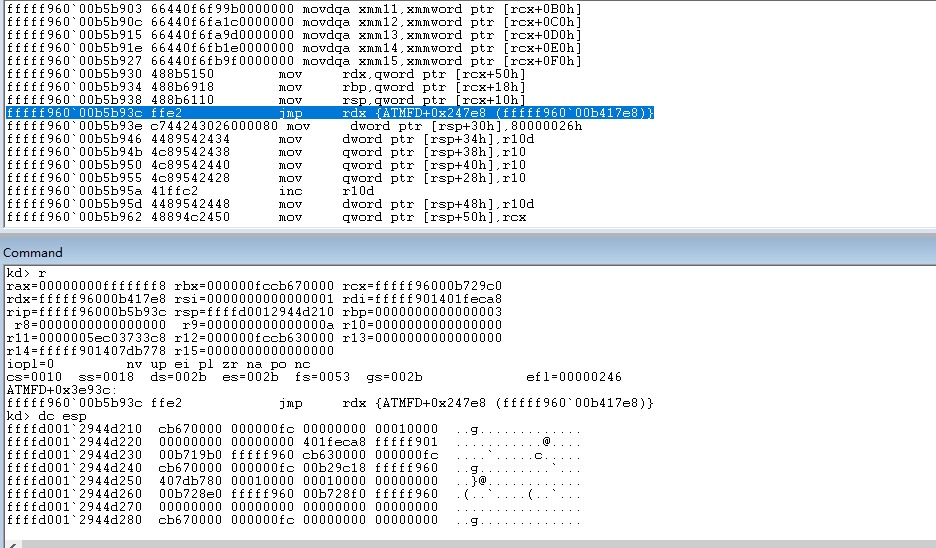 fffff960`00b5b903 66440f6f99b0000000 movdqa xmm11,xmmword ptr [rcx+0B0h]
fffff960`00b5b90c 66440f6fa1c0000000 movdqa xmm12,xmmword ptr [rcx+0C0h]
fffff960`00b5b915 66440f6fa9d0000000 movdqa xmm13,xmmword ptr [rcx+0D0h]
fffff960`00b5b91e 66440f6fb1e0000000 movdqa xmm14,xmmword ptr [rcx+0E0h]
fffff960`00b5b927 66440f6fb9f0000000 movdqa xmm15,xmmword ptr [rcx+0F0h]
fffff960`00b5b930 488b5150 mov rdx,qword ptr [rcx+50h]
fffff960`00b5b934 488b6918 mov rbp,qword ptr [rcx+18h]
fffff960`00b5b938 488b6110 mov rsp,qword ptr [rcx+10h]
fffff960`00b5b93c ffe2 jmp rdx {ATMFD+0x247e8 (fffff960`00b417e8)}
fffff960`00b5b93e c744243026000080 mov dword ptr [rsp+30h],80000026h
fffff960`00b5b946 4489542434 mov dword ptr [rsp+34h],r10d
fffff960`00b5b94b 4c89542438 mov qword ptr [rsp+38h],r10
fffff960`00b5b950 4c89542440 mov qword ptr [rsp+40h],r10
fffff960`00b5b955 4c89542428 mov qword ptr [rsp+28h],r10
fffff960`00b5b95a 41ffc2 inc r10d
fffff960`00b5b95d 4489542448 mov dword ptr [rsp+48h],r10d
fffff960`00b5b962 48894c2450 mov qword ptr [rsp+50h],rcx
Command
kd> r
rax=00000000fffffff8 rbx=000000fccb670000 rcx=fffff96000b729c0
rdx=fffff96000b417e8 rsi=0000000000000001 rdi=fffff901401feca8
rip=fffff96000b5b93c rsp=ffffd0012944d210 rbp=0000000000000003
r8=0000000000000000 r9=000000000000000a r10=0000000000000000
r11=0000005ec03733c8 r12=000000fccb630000 r13=0000000000000000
r14=fffff901407db778 r15=0000000000000000
iopl=0 nv up ei pl zr na po nc
cs=0010 ss=0018 ds=002b es=002b fs=0053 gs=002b efl=00000246
ATMFD+0x3e93c:
fffff960`00b5b93c ffe2 jmp rdx {ATMFD+0x247e8 (fffff960`00b417e8)}
kd> dc esp
ffffd001`2944d210 cb670000 000000fc 00000000 00010000 ..g.............
ffffd001`2944d220 00000000 00000000 401feca8 fffff901 ...........@....
ffffd001`2944d230 00b719b0 fffff960 cb630000 000000fc ....`.....c.....
ffffd001`2944d240 cb670000 000000fc 00b29c18 fffff960 ..g.........`...
ffffd001`2944d250 407db780 00010000 00010000 00000000 ..}@............
ffffd001`2944d260 00b728e0 fffff960 00b728f0 fffff960 .(..`....(..`...
ffffd001`2944d270 00000000 00000000 00000000 00000000 ................
ffffd001`2944d280 cb670000 000000fc 00000000 00000000 ..g.............